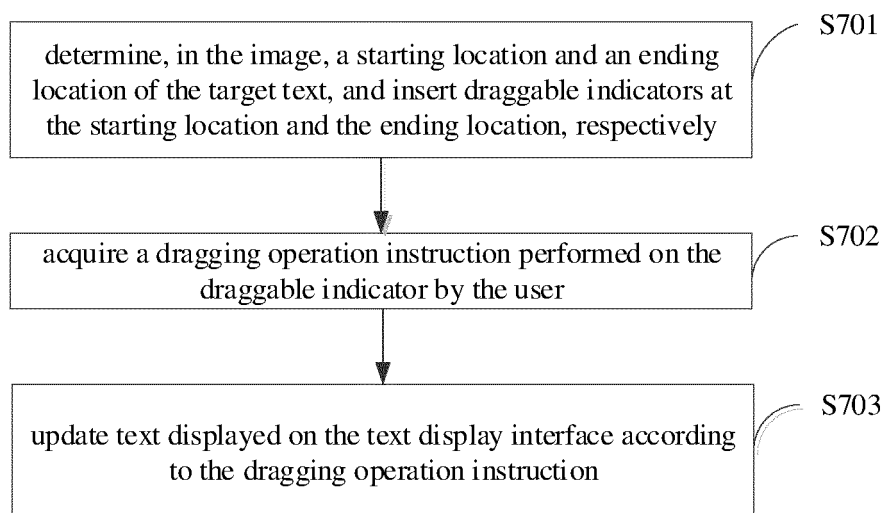 S701
determine, in the image, a starting location and an ending
location of the target text, and insert draggable indicators at
the starting location and the ending location, respectively
S702
acquire a dragging operation instruction performed on the
draggable indicator by the user
S703
update text displayed on the text display interface according
to the dragging operation instruction